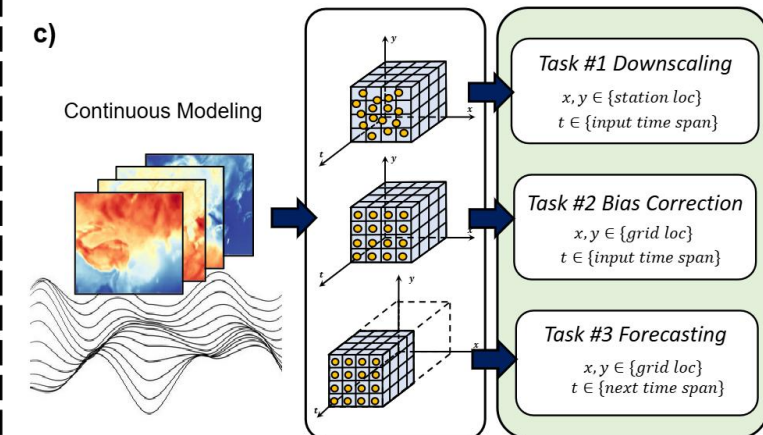 c)
Continuous Modeling
y
x
t
y
x
t
y
x
t
Task #1 Downscaling
x, y ∈ {station loc}
t ∈ {input time span}
Task #2 Bias Correction
x, y ∈ {grid loc}
t ∈ {input time span}
Task #3 Forecasting
x, y ∈ {grid loc}
t ∈ {next time span}